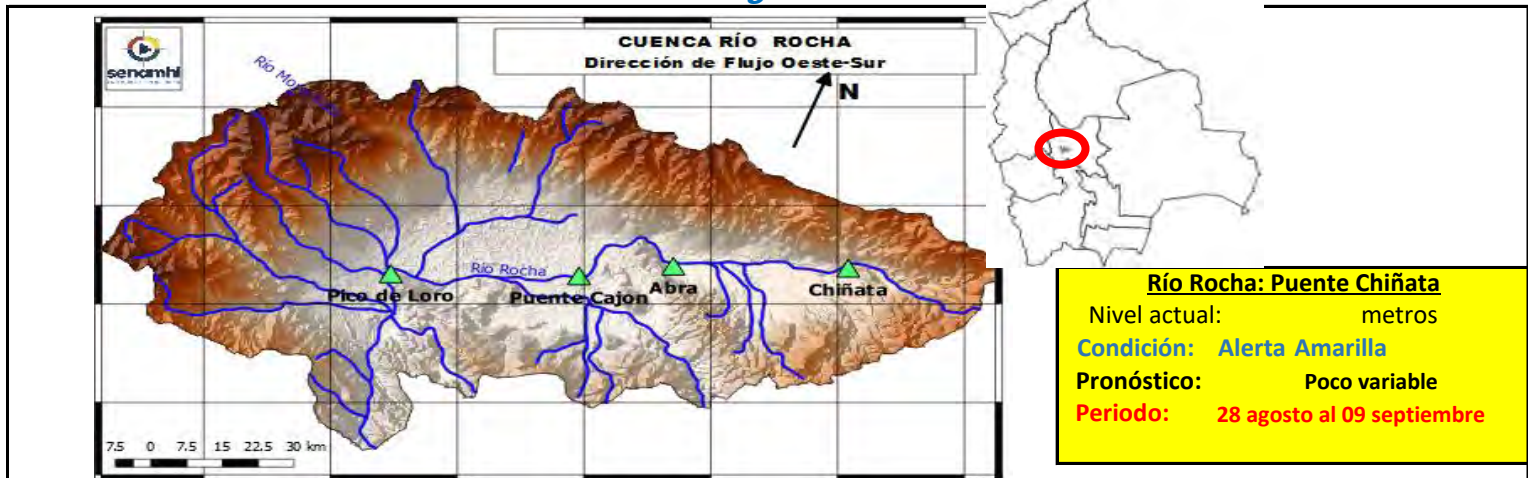 senamhi
CUENCA RÍO ROCHA
Dirección de Flujo Oeste-Sur
N
Río Rocha
Pico de Loro
Puente Cajon
Abra
Chiñata
7.5 0 7.5 15 22.5 30 km
Río Rocha: Puente Chiñata
Nivel actual: metros
Condición: Alerta Amarilla
Pronóstico: Poco variable
Periodo: 28 agosto al 09 septiembre